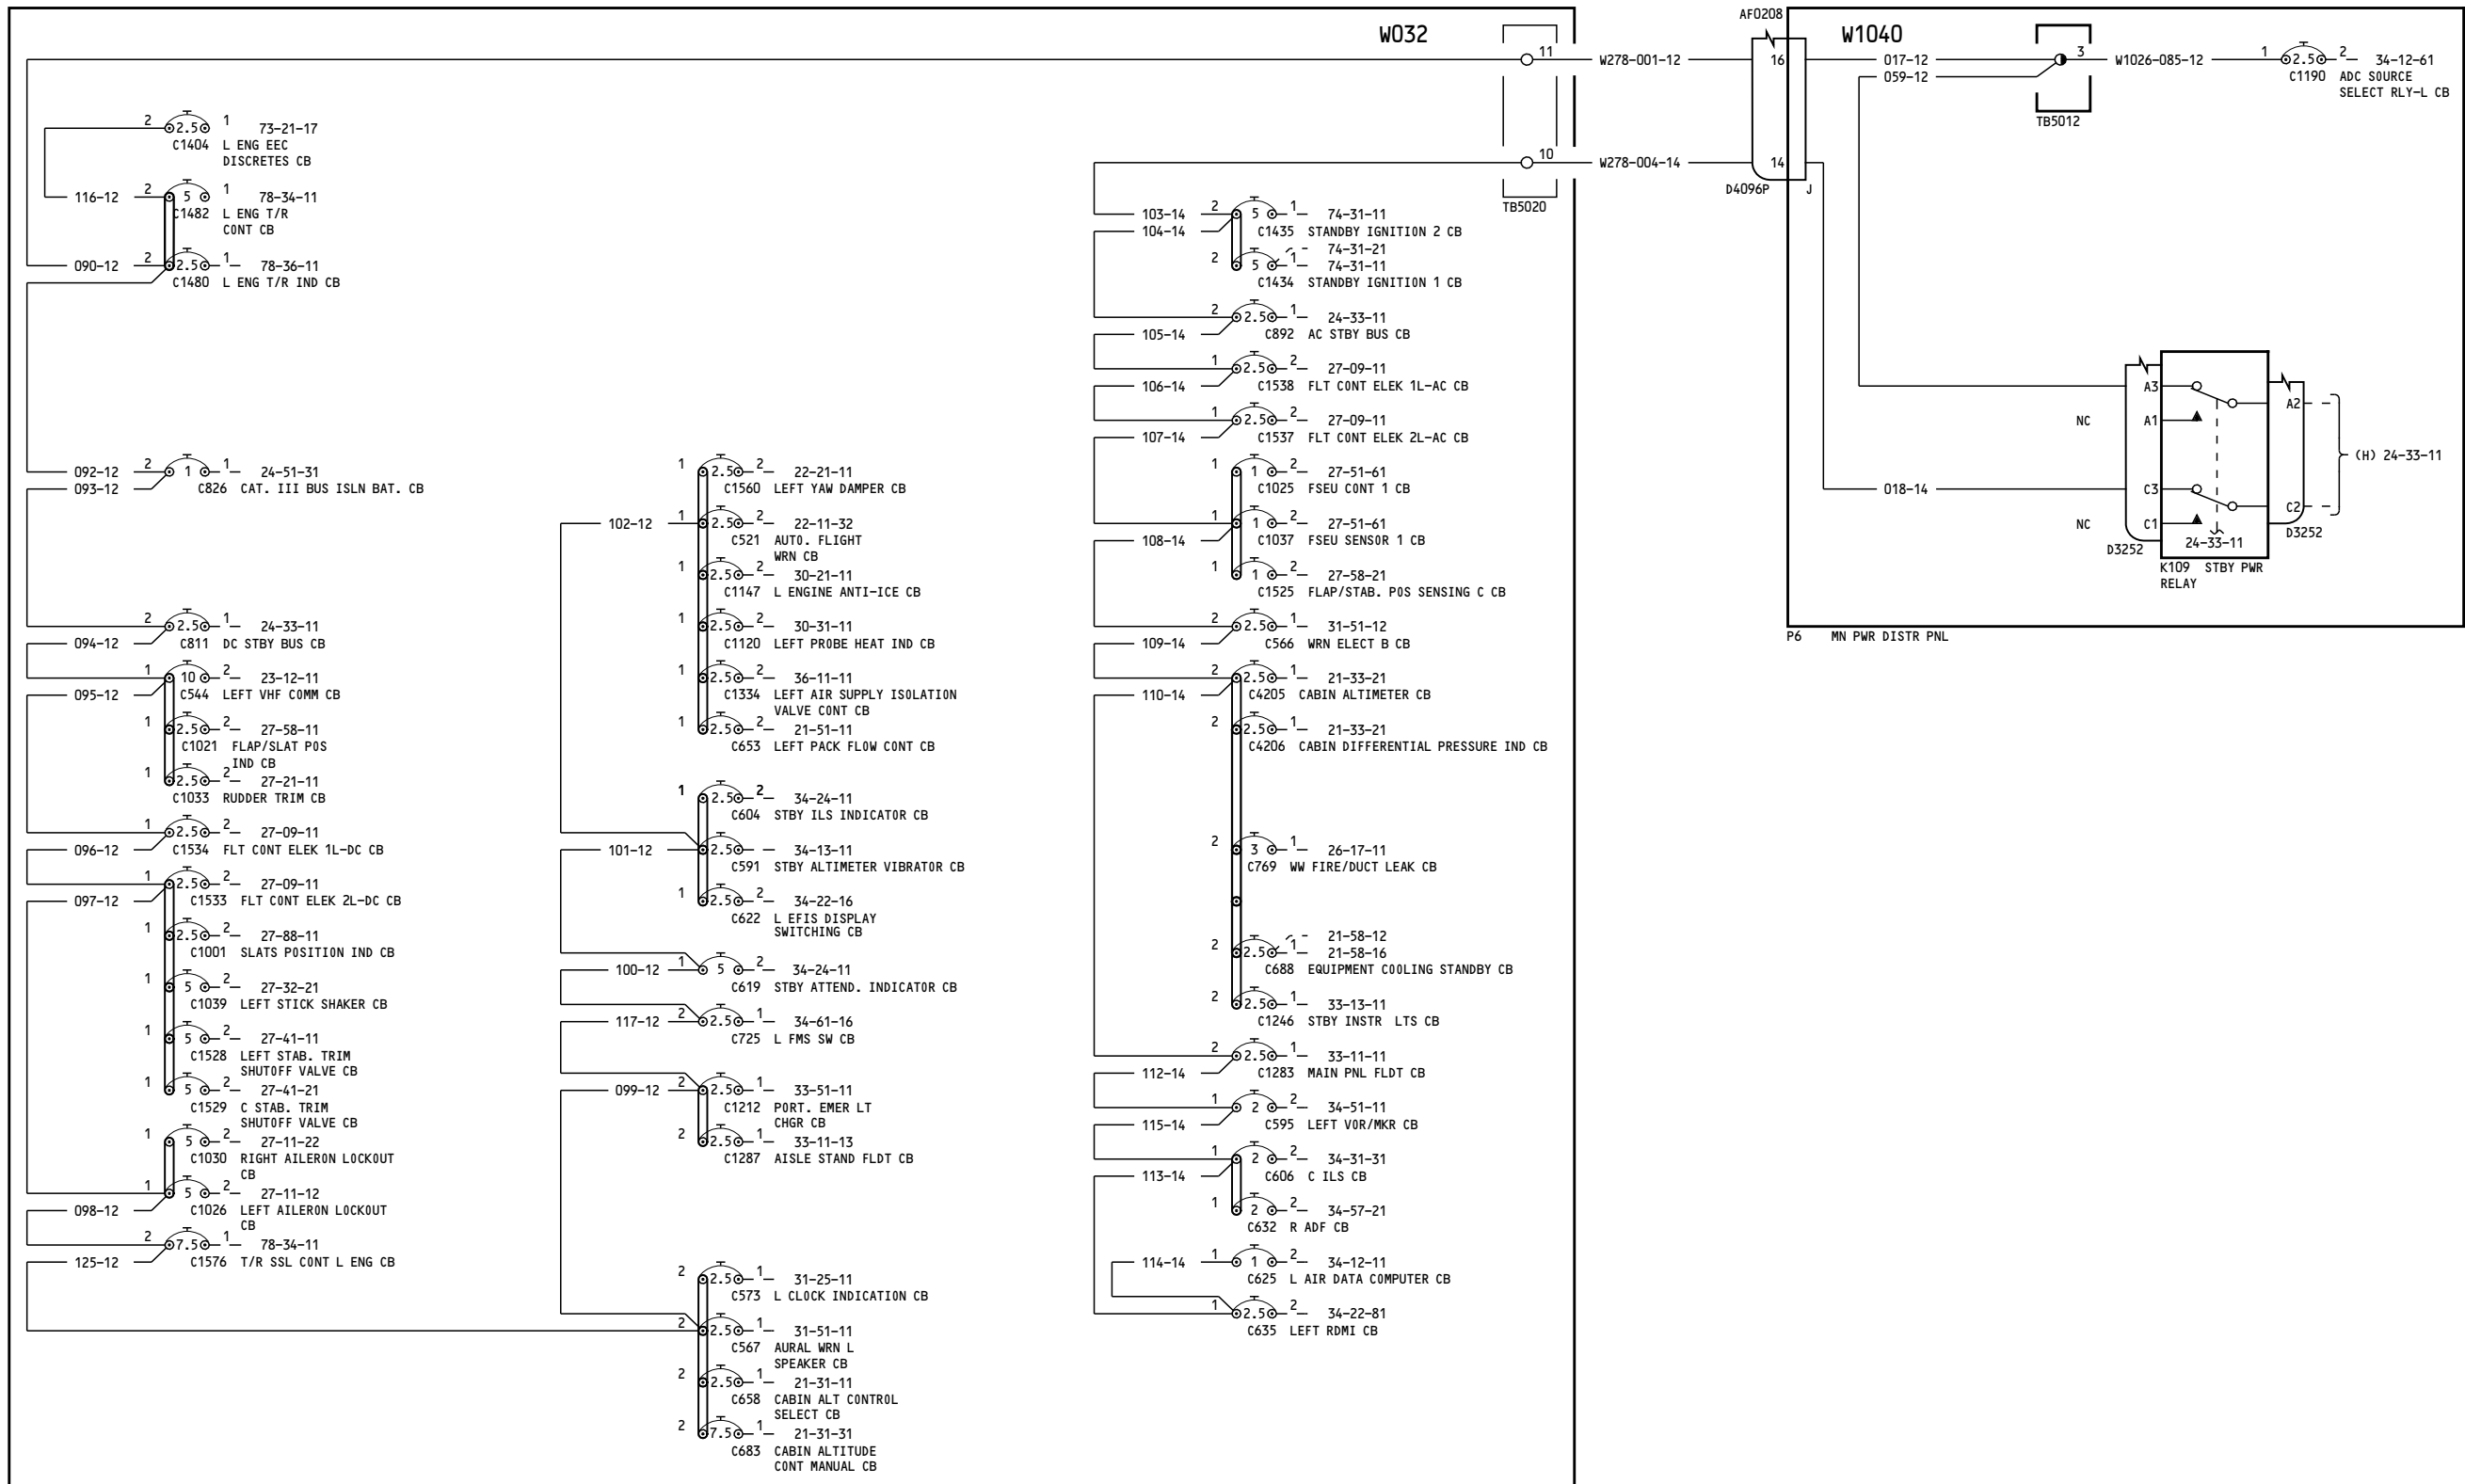 W032
TB5020
11
10
W278-001-12
W278-004-14
AF0208
16
14
D4096P
J
W1040
017-12
059-12
3
TB5012
W1026-085-12
1 2.5 2 34-12-61
C1190 ADC SOURCE
SELECT RLY-L CB
018-14
NC
NC
A3
A1
C3
C1
A2
C2
D3252
D3252
24-33-11
(H) 24-33-11
K109 STBY PWR
RELAY
P6 MN PWR DISTR PNL
2 2.5 1 73-21-17
C1404 L ENG EEC
DISCRETES CB
116-12 2 5 1 78-34-11
C1482 L ENG T/R
CONT CB
090-12 2 2.5 1 78-36-11
C1480 L ENG T/R IND CB
092-12 2 1 1 24-51-31
093-12 C826 CAT. III BUS ISLN BAT. CB
2 2.5 1 24-33-11
094-12 C811 DC STBY BUS CB
1 10 2 23-12-11
095-12 C544 LEFT VHF COMM CB
1 2.5 2 27-58-11
C1021 FLAP/SLAT POS
IND CB
1 2.5 2 27-21-11
C1033 RUDDER TRIM CB
1 2.5 2 27-09-11
096-12 C1534 FLT CONT ELEK 1L-DC CB
1 2.5 2 27-09-11
097-12 C1533 FLT CONT ELEK 2L-DC CB
1 2.5 2 27-88-11
C1001 SLATS POSITION IND CB
1 5 2 27-32-21
C1039 LEFT STICK SHAKER CB
1 5 2 27-41-11
C1528 LEFT STAB. TRIM
SHUTOFF VALVE CB
1 5 2 27-41-21
C1529 C STAB. TRIM
SHUTOFF VALVE CB
1 5 2 27-11-22
C1030 RIGHT AILERON LOCKOUT
CB
1 5 2 27-11-12
098-12 C1026 LEFT AILERON LOCKOUT
CB
2 7.5 1 78-34-11
125-12 C1576 T/R SSL CONT L ENG CB
1 2.5 2 22-21-11
C1560 LEFT YAW DAMPER CB
102-12 1 2.5 2 22-11-32
C521 AUTO. FLIGHT
WRN CB
1 2.5 2 30-21-11
C1147 L ENGINE ANTI-ICE CB
1 2.5 2 30-31-11
C1120 LEFT PROBE HEAT IND CB
1 2.5 2 36-11-11
C1334 LEFT AIR SUPPLY ISOLATION
VALVE CONT CB
1 2.5 2 21-51-11
C653 LEFT PACK FLOW CONT CB
1 2.5 2 34-24-11
C604 STBY ILS INDICATOR CB
101-12 1 2.5 2 34-13-11
C591 STBY ALTIMETER VIBRATOR CB
1 2.5 2 34-22-16
C622 L EFIS DISPLAY
SWITCHING CB
100-12 1 5 2 34-24-11
C619 STBY ATTEND. INDICATOR CB
117-12 2 2.5 1 34-61-16
C725 L FMS SW CB
099-12 2 2.5 1 33-51-11
C1212 PORT. EMER LT
CHGR CB
2 2.5 1 33-11-13
C1287 AISLE STAND FLDT CB
2 2.5 1 31-25-11
C573 L CLOCK INDICATION CB
2 2.5 1 31-51-11
C567 AURAL WRN L
SPEAKER CB
2 2.5 1 21-31-11
C658 CABIN ALT CONTROL
SELECT CB
2 7.5 1 21-31-31
C683 CABIN ALTITUDE
CONT MANUAL CB
103-14 2 5 1 74-31-11
104-14 C1435 STANDBY IGNITION 2 CB
74-31-21
2 5 1 74-31-11
C1434 STANDBY IGNITION 1 CB
2 2.5 1 24-33-11
105-14 C892 AC STBY BUS CB
1 2.5 2 27-09-11
106-14 C1538 FLT CONT ELEK 1L-AC CB
1 2.5 2 27-09-11
107-14 C1537 FLT CONT ELEK 2L-AC CB
1 1 2 27-51-61
C1025 FSEU CONT 1 CB
1 1 2 27-51-61
108-14 C1037 FSEU SENSOR 1 CB
1 1 2 27-58-21
C1525 FLAP/STAB. POS SENSING C CB
2 2.5 1 31-51-12
109-14 C566 WRN ELECT B CB
2 2.5 1 21-33-21
110-14 C4205 CABIN ALTIMETER CB
2 2.5 1 21-33-21
C4206 CABIN DIFFERENTIAL PRESSURE IND CB
2 3 1 26-17-11
C769 WW FIRE/DUCT LEAK CB
21-58-12
2 2.5 1 21-58-16
C688 EQUIPMENT COOLING STANDBY CB
2 2.5 1 33-13-11
C1246 STBY INSTR LTS CB
2 2.5 1 33-11-11
112-14 C1283 MAIN PNL FLDT CB
1 2 2 34-51-11
115-14 C595 LEFT VOR/MKR CB
1 2 2 34-31-31
113-14 C606 C ILS CB
1 2 2 34-57-21
C632 R ADF CB
114-14 1 1 2 34-12-11
C625 L AIR DATA COMPUTER CB
1 2.5 2 34-22-81
C635 LEFT RDMI CB